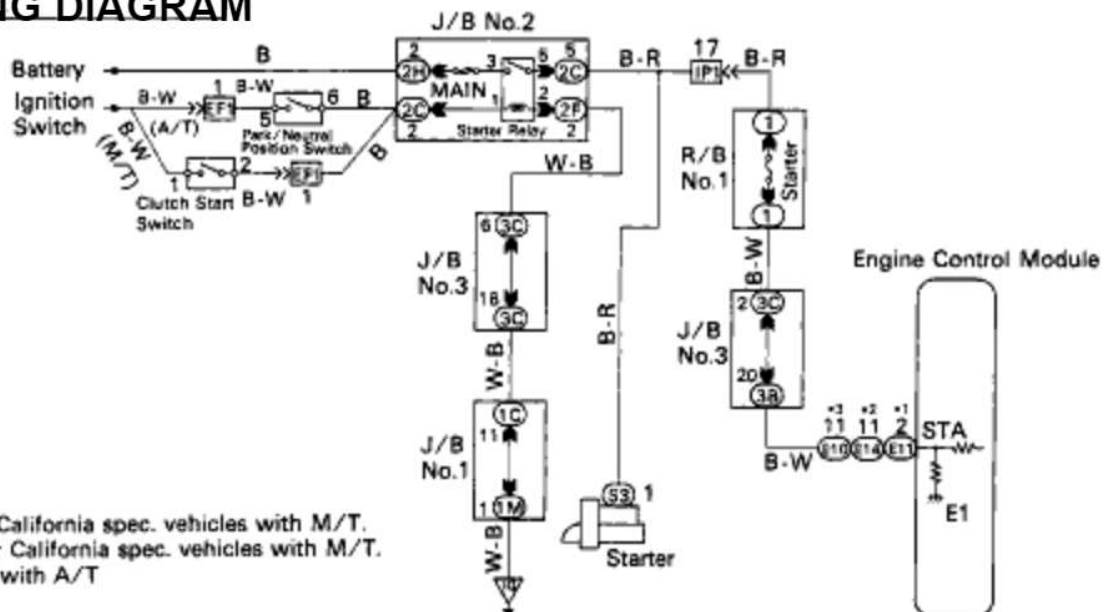 NG DIAGRAM
J/B No.2
Battery
B
2
2H
MAIN
3
5
5
2C
B-R
17
IP1
B-R
Ignition
Switch
B-W
(A/T)
1
EF1
B-W
5
6
B
Park/Neutral
Position Switch
2C
2
1
2
2F
2
Starter Relay
B-W
(M/T)
1
2
Clutch Start
Switch
B-W
EF1
1
B
W-B
1
R/B
No.1
Starter
1
B-W
6
3C
J/B
No.3
18
3C
W-B
B-R
2
3C
J/B
No.3
20
3B
Engine Control Module
1C
11
J/B
No.1
1
1M
W-B
S3
1
Starter
B-W
*3
11
E10
*2
11
E14
*1
2
E11
STA
E1
California spec. vehicles with M/T.
California spec. vehicles with M/T.
with A/T